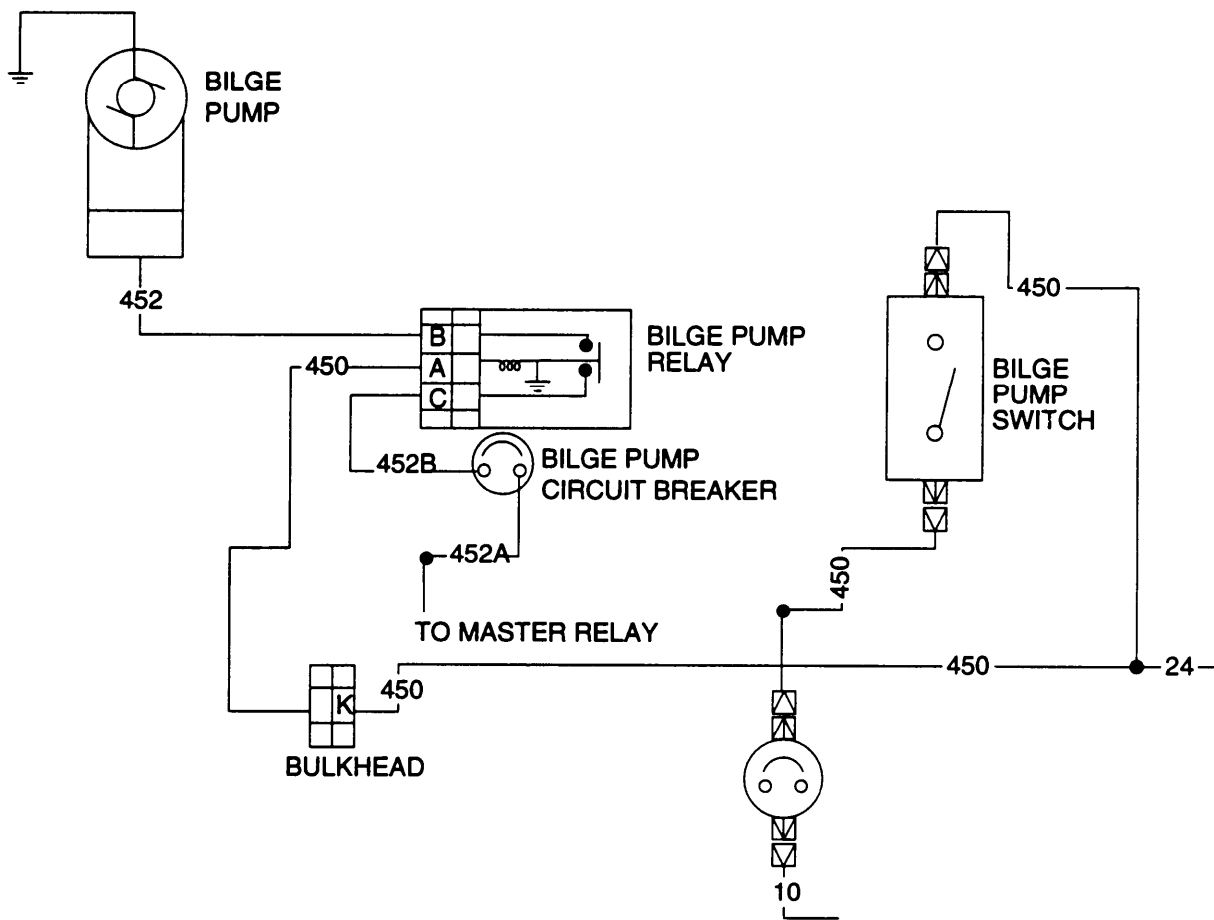 BILGE
PUMP
452
450
B
A
C
BILGE PUMP
RELAY
450
BILGE
PUMP
SWITCH
452B
BILGE PUMP
CIRCUIT BREAKER
452A
450
TO MASTER RELAY
450
24
450
K
BULKHEAD
10